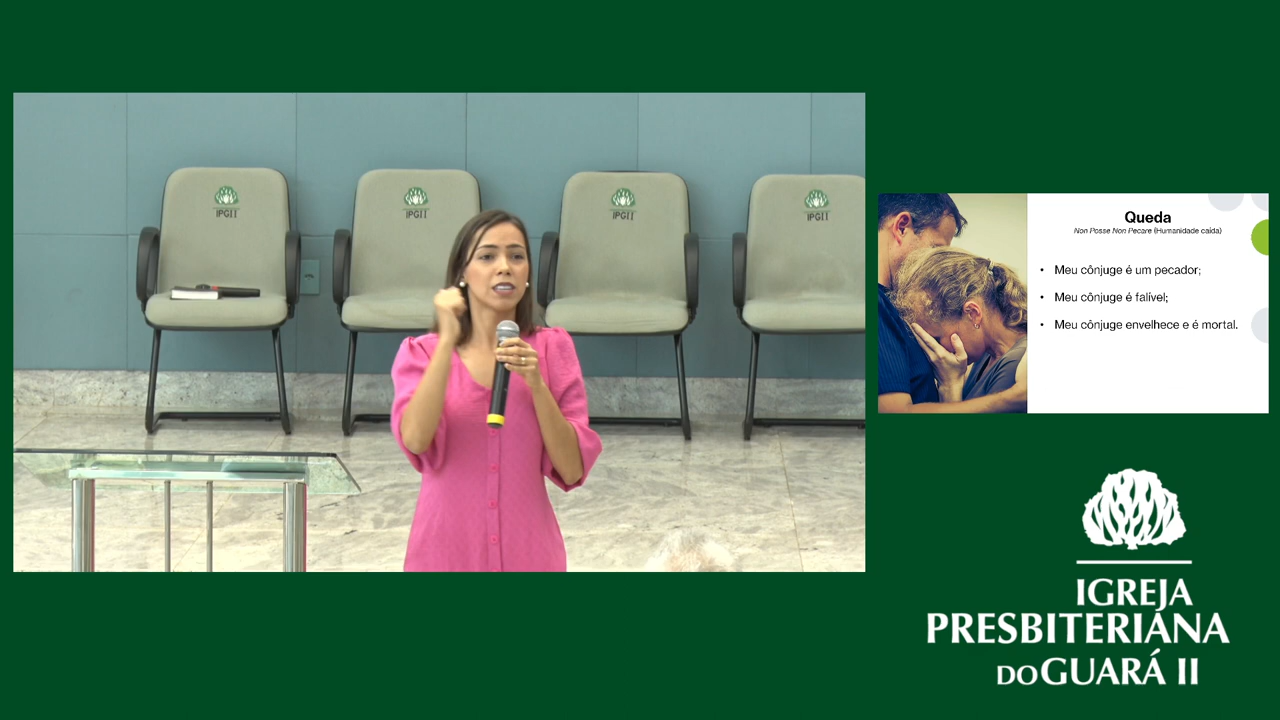 IPGII
IPGII
IPGII
IPGII
Queda
Non Posse Non Pecare (Humanidade caída)
• Meu cônjuge é um pecador;
• Meu cônjuge é falível;
• Meu cônjuge envelhece e é mortal.
IGREJA
PRESBITERIANA
DO GUARÁ II